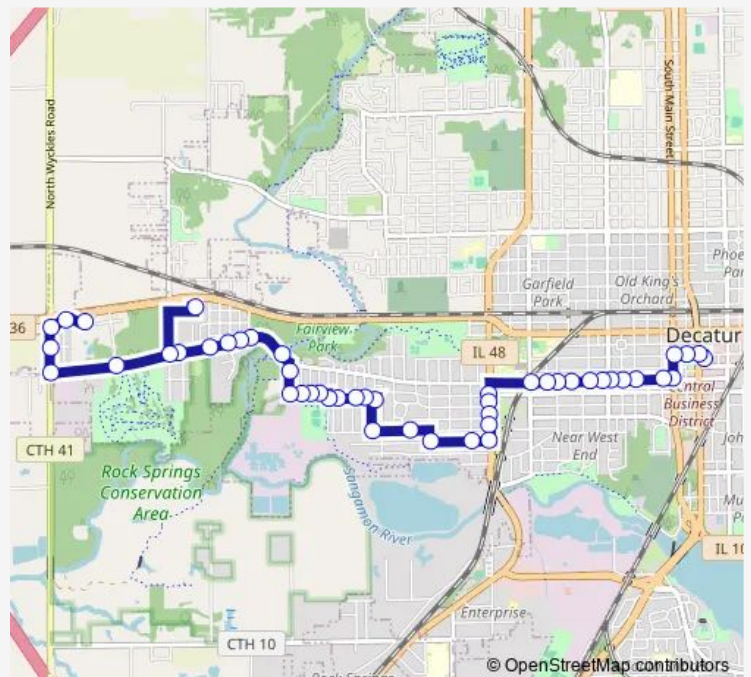 North Wyckles Road
South Main Street
Garfield
Park
Old King's
Orchard
36
Fairview
Park
IL 48
Decatur
Central
Business
District
CTH 41
Near West
End
Rock Springs
Conservation
Area
Sangamon River
IL 10
Enterprise
CTH 10
© OpenStreetMap contributors